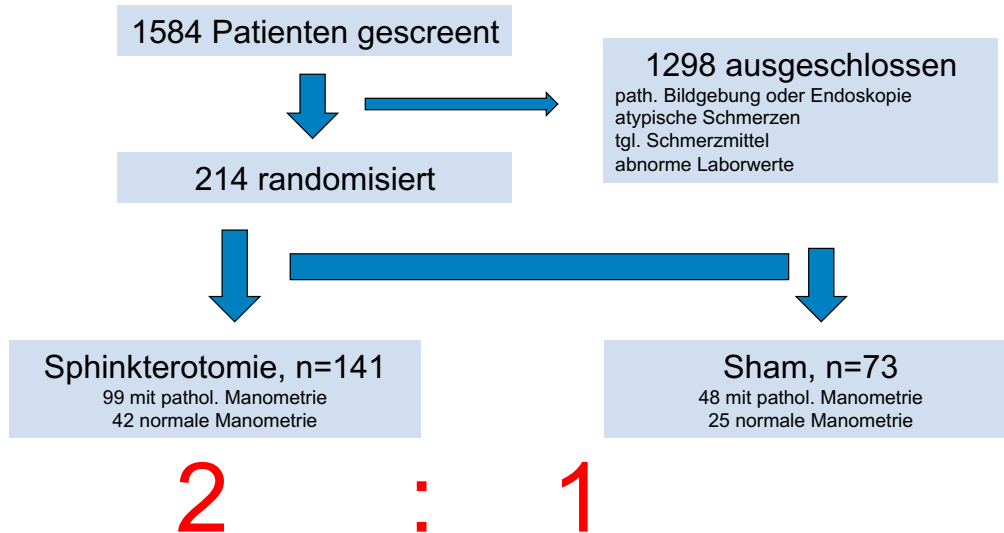 1584 Patienten gescreent
1298 ausgeschlossen
path. Bildgebung oder Endoskopie
atypische Schmerzen
tgl. Schmerzmittel
abnorme Laborwerte
214 randomisiert
Sphinkterotomie, n=141
99 mit pathol. Manometrie
42 normale Manometrie
Sham, n=73
48 mit pathol. Manometrie
25 normale Manometrie
2 : 1